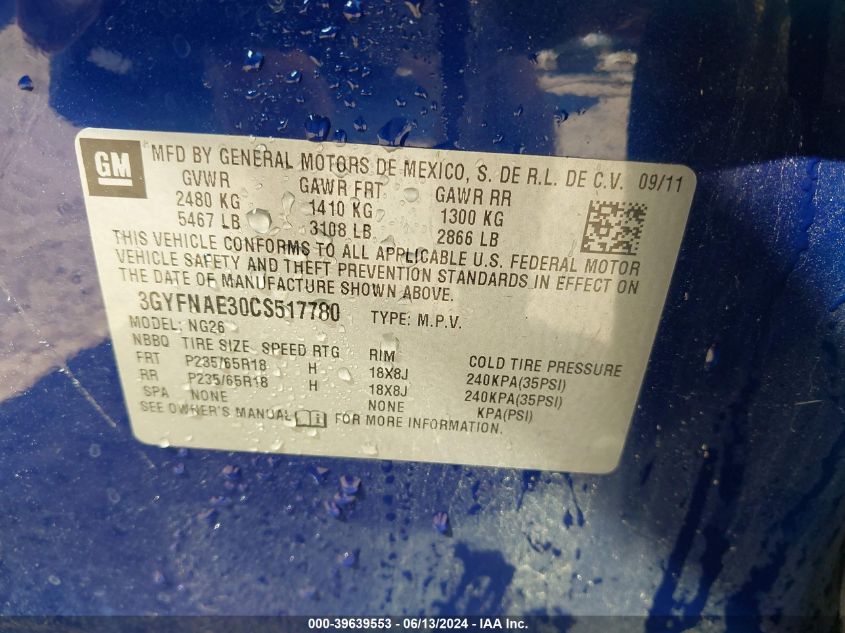 GM MFD BY GENERAL MOTORS DE MEXICO, S. DE R.L. DE C.V. 09/11
GVWR GAWR FRT GAWR RR
2480 KG 1410 KG 1300 KG
5467 LB 3108 LB 2866 LB
THIS VEHICLE CONFORMS TO ALL APPLICABLE U.S. FEDERAL MOTOR
VEHICLE SAFETY AND THEFT PREVENTION STANDARDS IN EFFECT ON
THE DATE OF MANUFACTURE SHOWN ABOVE.
3GYFNAE30CS517780 TYPE: M.P.V.
MODEL: NG26
NBBQ TIRE SIZE SPEED RTG RIM COLD TIRE PRESSURE
FRT P235/65R18 H 18X8J 240KPA(35PSI)
RR P235/65R18 H 18X8J 240KPA(35PSI)
SPA NONE NONE KPA(PSI)
SEE OWNER'S MANUAL FOR MORE INFORMATION.
000-39639553 - 06/13/2024 - IAAI, Inc.